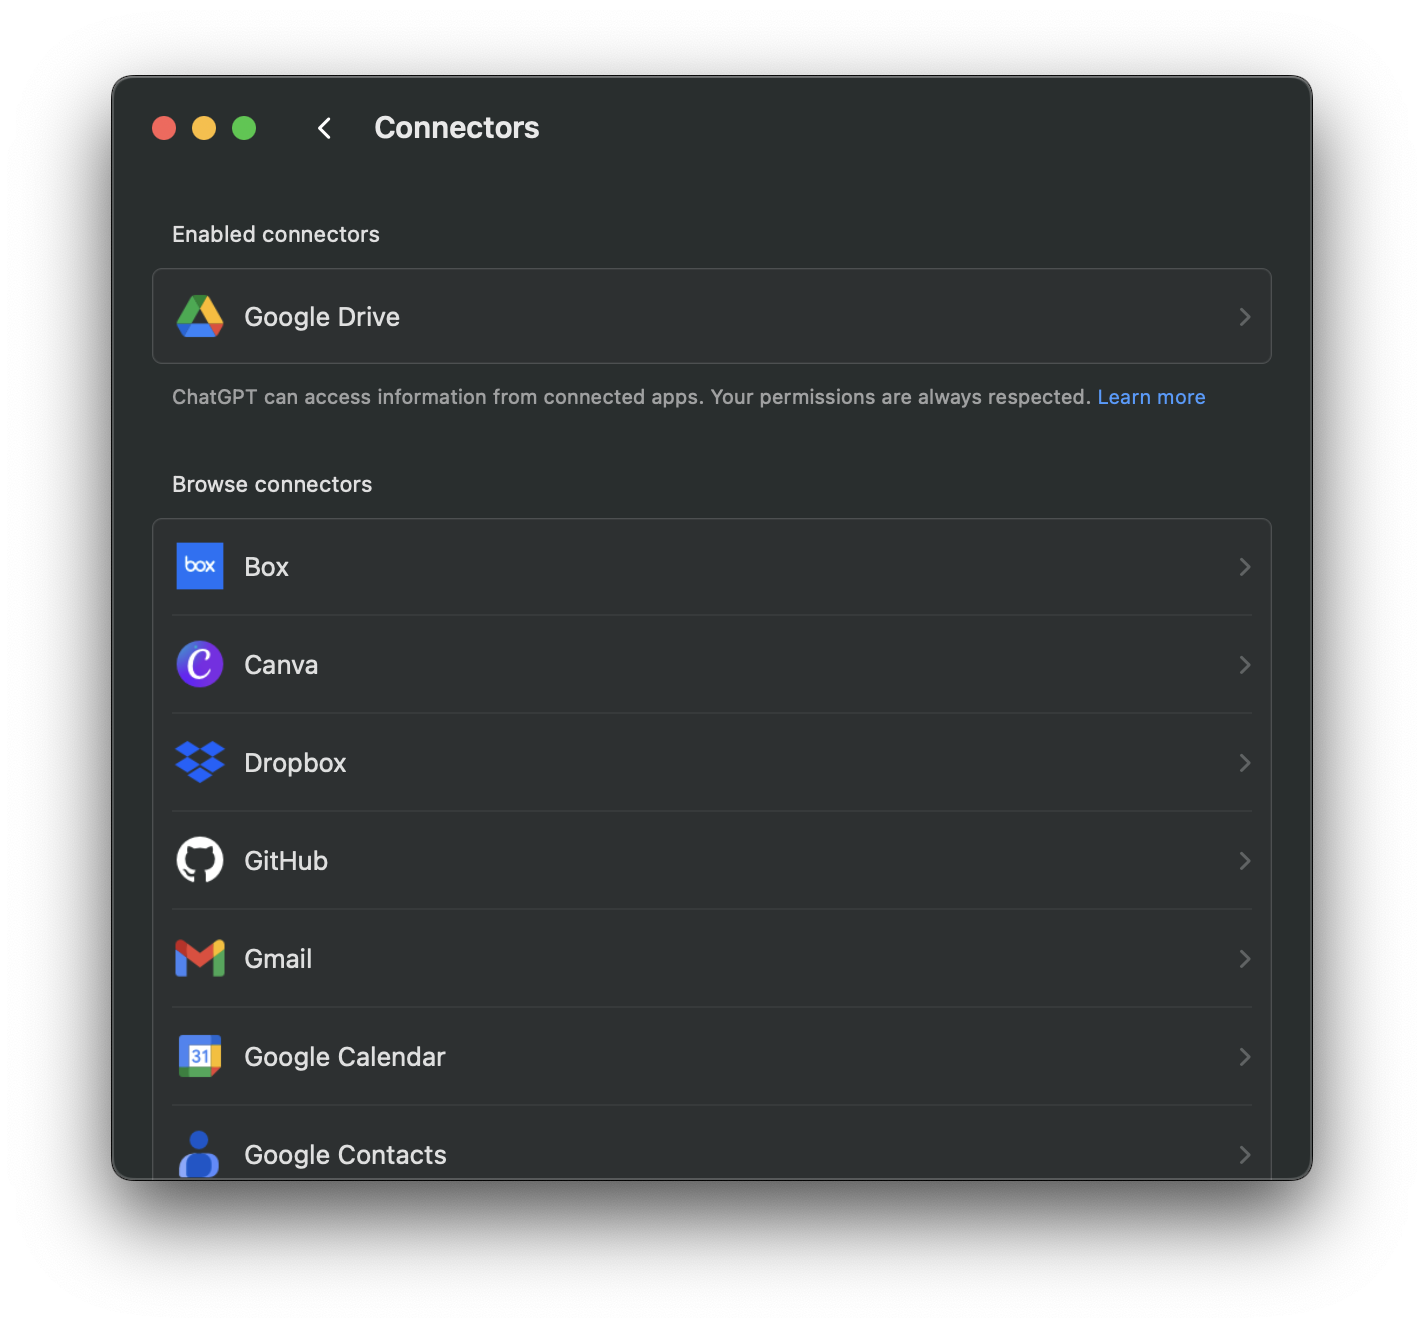 Connectors
Enabled connectors
Google Drive
ChatGPT can access information from connected apps. Your permissions are always respected. Learn more
Browse connectors
box
Box
C
Canva
Dropbox
GitHub
Gmail
31
Google Calendar
Google Contacts